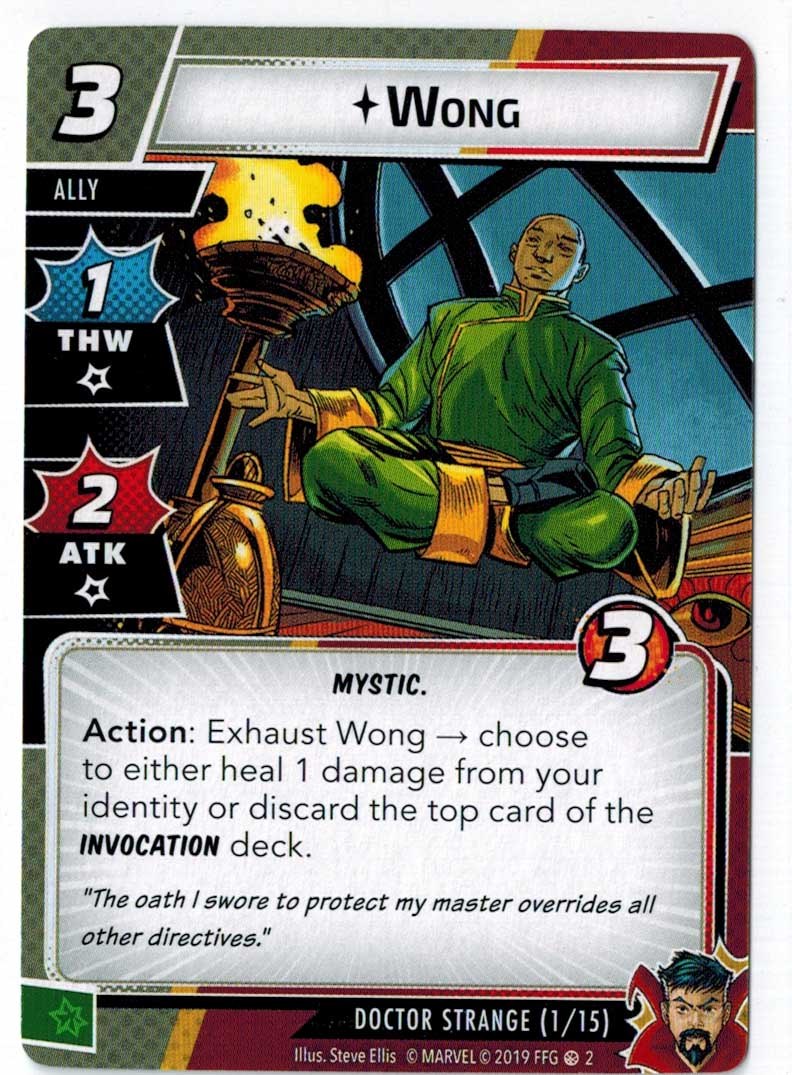 3
Wong
ALLY
1
THW
2
ATK
3
MYSTIC.
Action: Exhaust Wong → choose
to either heal 1 damage from your
identity or discard the top card of the
INVOCATION deck.
"The oath I swore to protect my master overrides all
other directives."
DOCTOR STRANGE (1/15)
Illus. Steve Ellis © MARVEL © 2019 FFG 2